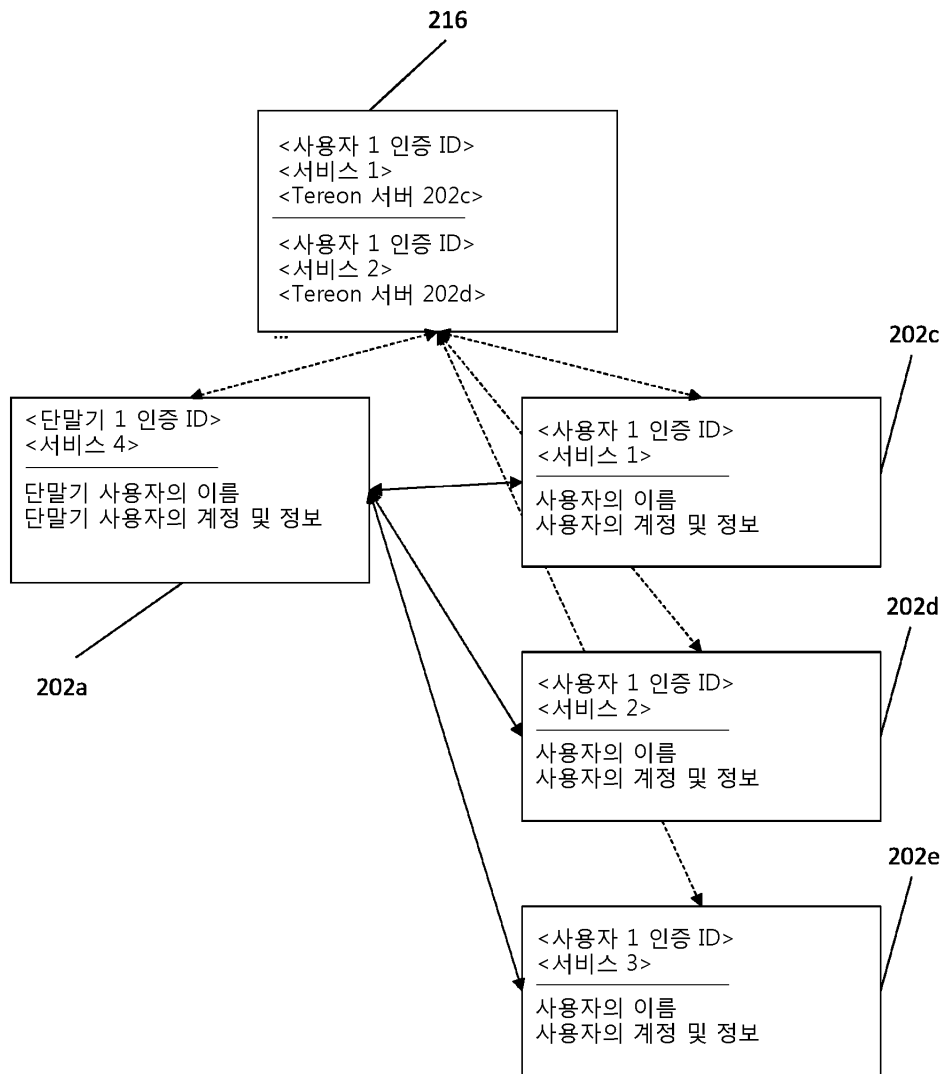 216
<사용자 1 인증 ID>
<서비스 1>
<Tereon 서버 202c>
<사용자 1 인증 ID>
<서비스 2>
<Tereon 서버 202d>
...
202c
<단말기 1 인증 ID>
<서비스 4>
단말기 사용자의 이름
단말기 사용자의 계정 및 정보
<사용자 1 인증 ID>
<서비스 1>
사용자의 이름
사용자의 계정 및 정보
202d
202a
<사용자 1 인증 ID>
<서비스 2>
사용자의 이름
사용자의 계정 및 정보
202e
<사용자 1 인증 ID>
<서비스 3>
사용자의 이름
사용자의 계정 및 정보